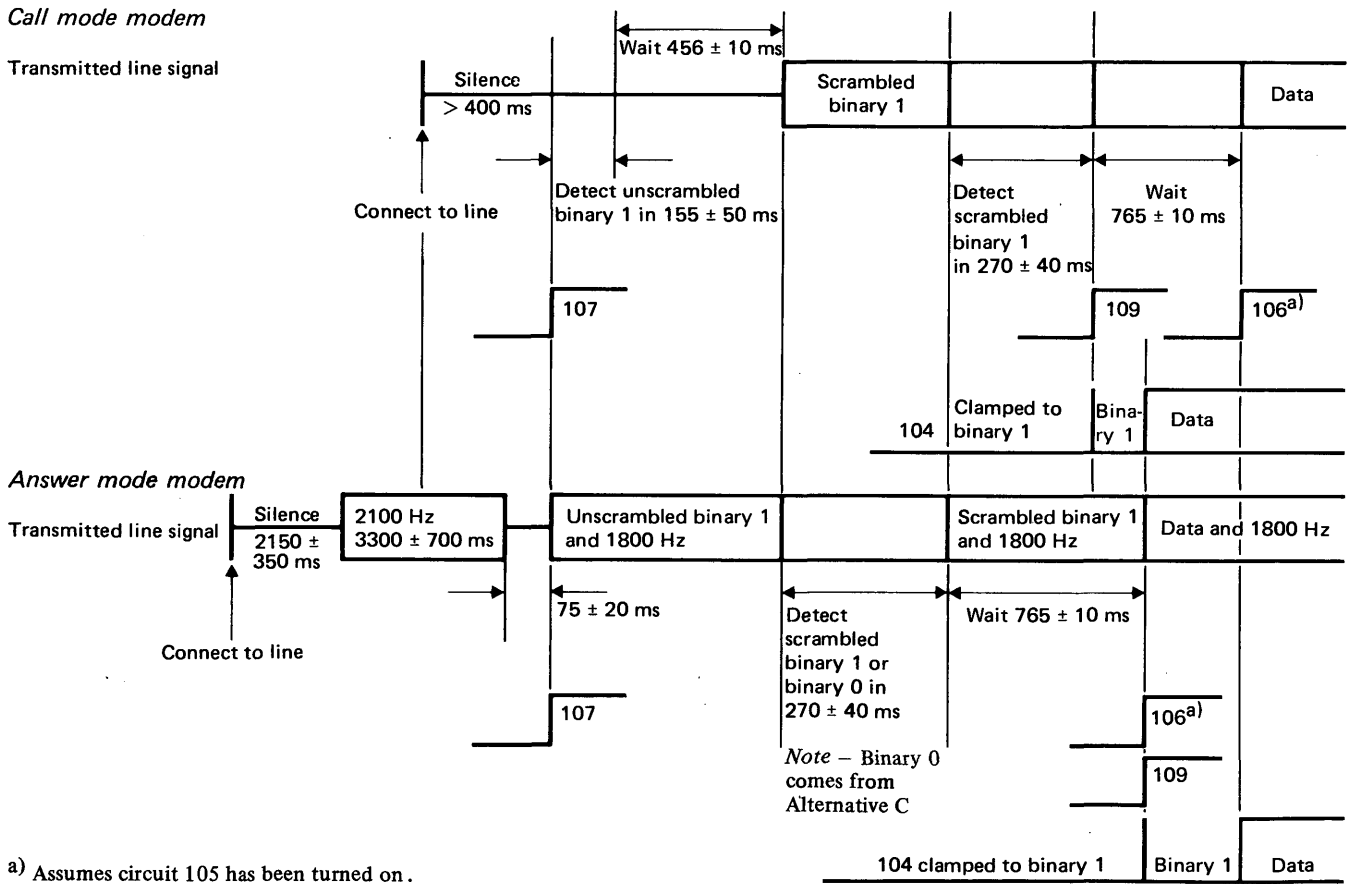 Call mode modem
Wait 456 ± 10 ms
Transmitted line signal
Silence
> 400 ms
Scrambled
binary 1
Data
Connect to line
Detect unscrambled
binary 1 in 155 ± 50 ms
Detect
scrambled
binary 1
in 270 ± 40 ms
Wait
765 ± 10 ms
107
109
106a)
104
Clamped to
binary 1
Bina-
ry 1
Data
Answer mode modem
Transmitted line signal
Silence
2150 ±
350 ms
2100 Hz
3300 ± 700 ms
Unscrambled binary 1
and 1800 Hz
Scrambled binary 1
and 1800 Hz
Data and 1800 Hz
75 ± 20 ms
Connect to line
Detect
scrambled
binary 1 or
binary 0 in
270 ± 40 ms
Wait 765 ± 10 ms
107
106a)
Note – Binary 0
comes from
Alternative C
109
104 clamped to binary 1
Binary 1
Data
a) Assumes circuit 105 has been turned on.